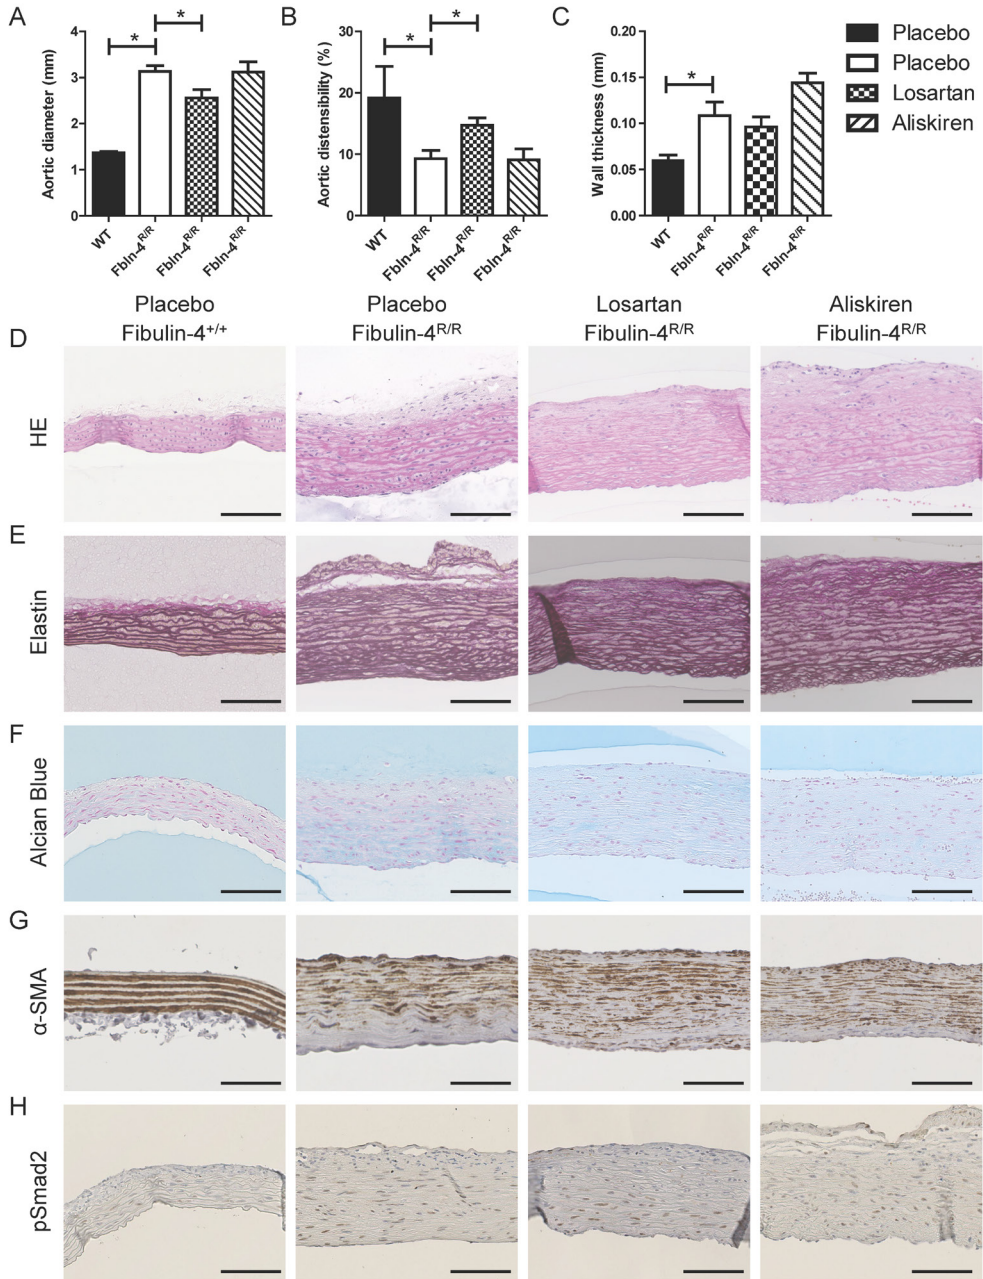 A
Aortic diameter (mm)
4
3
2
1
0
*
*
WT
Fbln-4R/R
Fbln-4R/R
Fbln-4R/R
B
Aortic distensibility (%)
30
20
10
0
*
*
WT
Fbln-4R/R
Fbln-4R/R
Fbln-4R/R
C
Wall thickness (mm)
0.20
0.15
0.10
0.05
0.00
*
WT
Fbln-4R/R
Fbln-4R/R
Fbln-4R/R
Placebo
Placebo
Losartan
Aliskiren
Placebo
Fibulin-4+/+
Placebo
Fibulin-4R/R
Losartan
Fibulin-4R/R
Aliskiren
Fibulin-4R/R
D
HE
E
Elastin
F
Alcian Blue
G
α-SMA
H
pSmad2